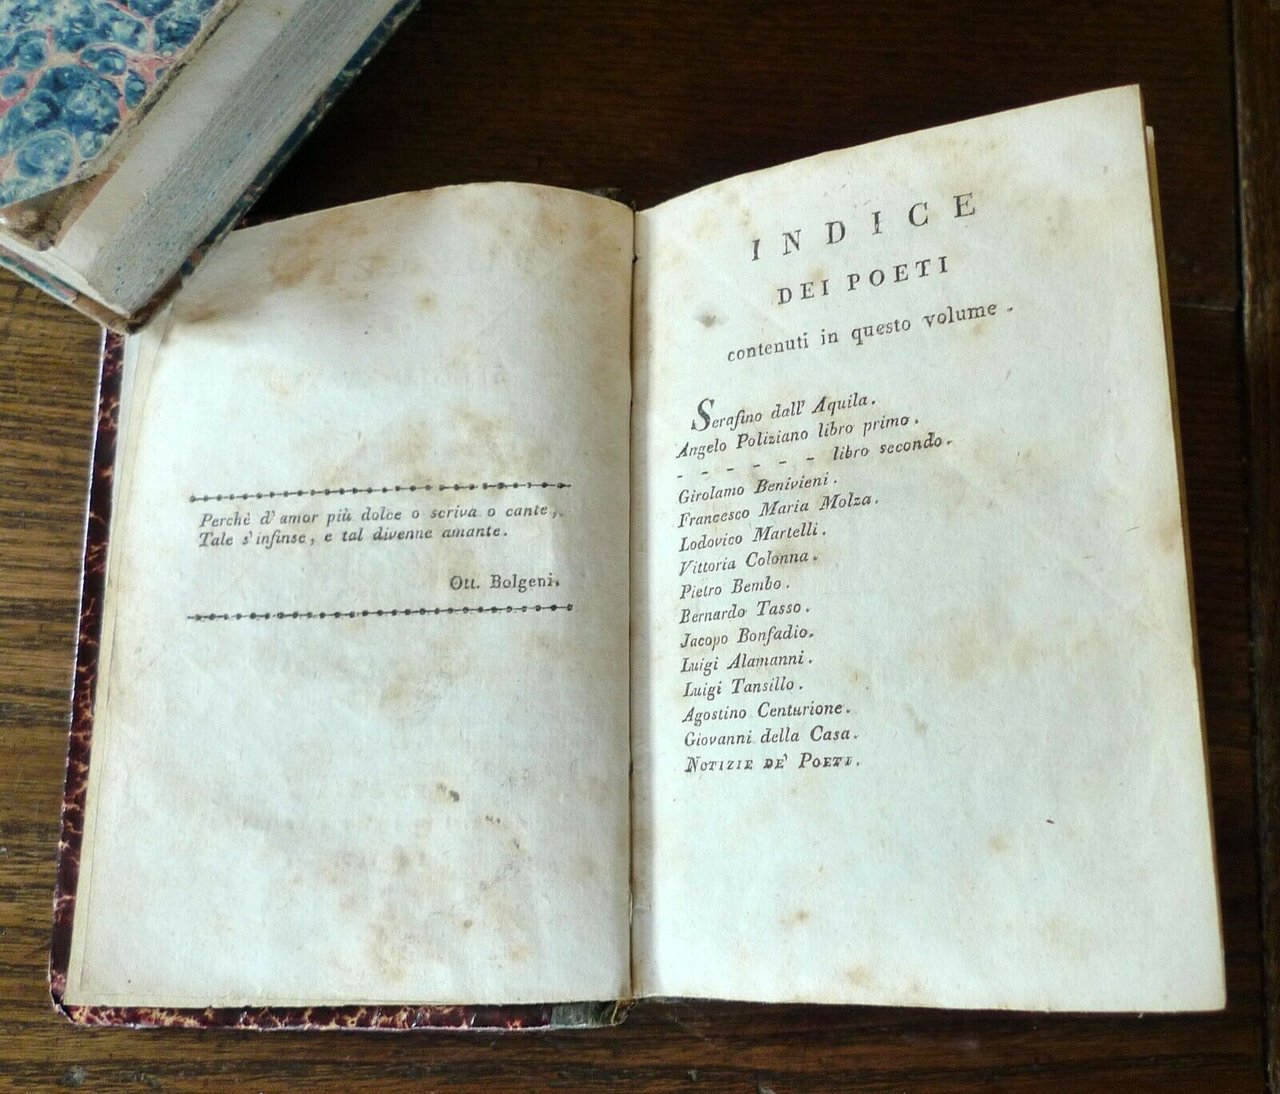 Perchè d'amor più dolce o scriva o cante,
Tale s'infinse, e tal divenne amante.
Ott. Bolgeni.
INDICE
DEI POETI
contenuti in questo volume.
Serafino dall' Aquila.
Angelo Poliziano libro primo.
- - - - - - libro secondo.
Girolamo Benivieni.
Francesco Maria Molza.
Lodovico Martelli.
Vittoria Colonna.
Pietro Bembo.
Bernardo Tasso.
Jacopo Bonfadio.
Luigi Alamanni.
Luigi Tansillo.
Agostino Centurione.
Giovanni della Casa.
NOTIZIE DE' POETI.